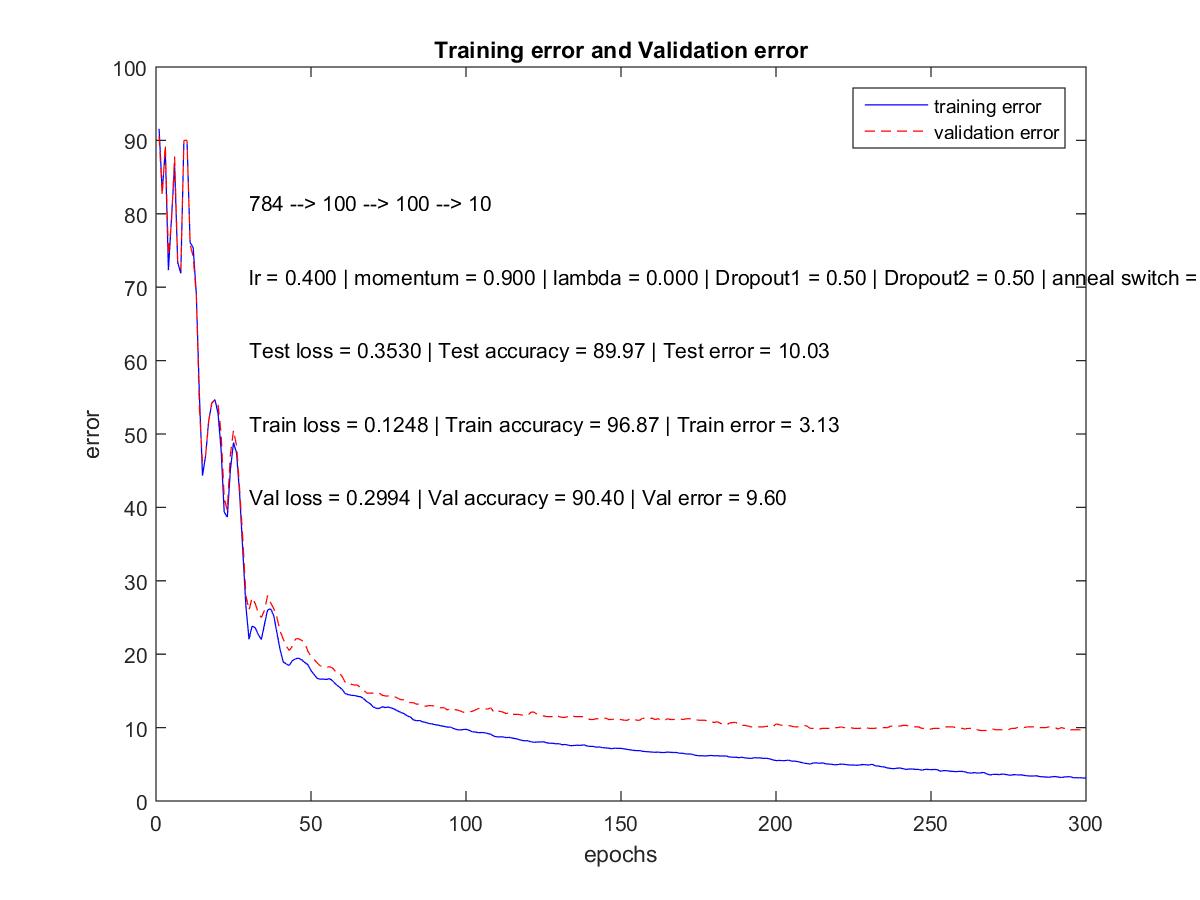 Training error and Validation error
100
90
80
70
60
50
40
30
20
10
0
error
training error
validation error
784 --> 100 --> 100 --> 10
lr = 0.400 | momentum = 0.900 | lambda = 0.000 | Dropout1 = 0.50 | Dropout2 = 0.50 | anneal switch =
Test loss = 0.3530 | Test accuracy = 89.97 | Test error = 10.03
Train loss = 0.1248 | Train accuracy = 96.87 | Train error = 3.13
Val loss = 0.2994 | Val accuracy = 90.40 | Val error = 9.60
0 50 100 150 200 250 300
epochs